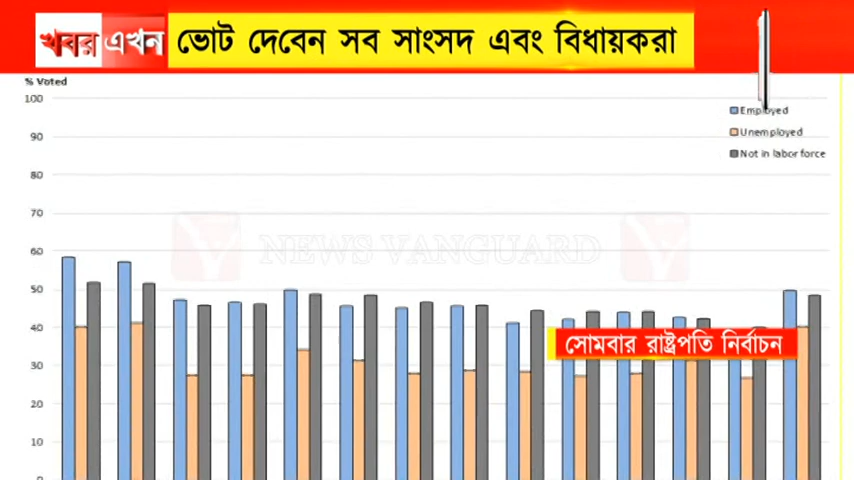 খবর এখন
ভোট দেবেন সব সাংসদ এবং বিধায়করা
% Voted
100
90
80
70
60
50
40
30
20
10
0
Employed
Unemployed
Not in labor force
NEWS VANGUARD
সোমবার রাষ্ট্রপতি নির্বাচন